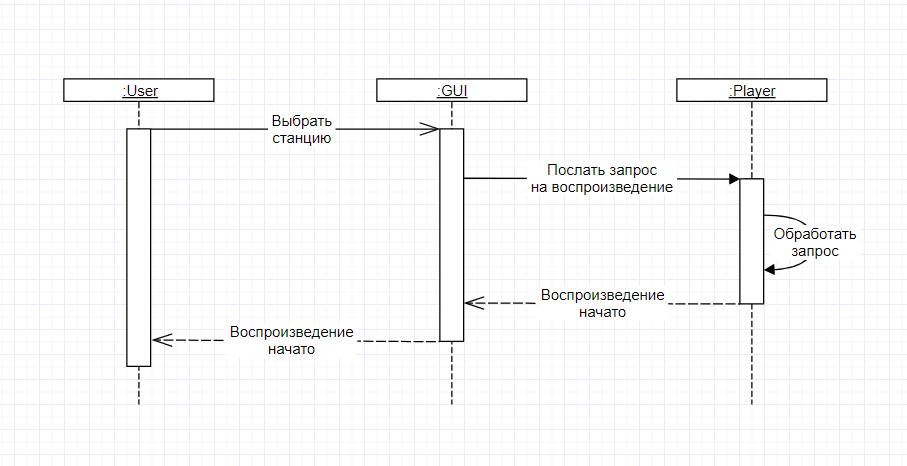 :User
:GUI
:Player
Выбрать
станцию
Послать запрос
на воспроизведение
Обработать
запрос
Воспроизведение
начато
Воспроизведение
начато